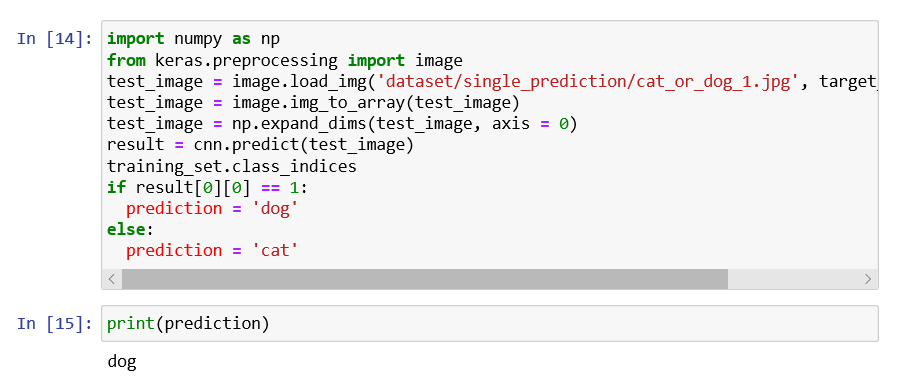 In [14]: import numpy as np
from keras.preprocessing import image
test_image = image.load_img('dataset/single_prediction/cat_or_dog_1.jpg', target_
test_image = image.img_to_array(test_image)
test_image = np.expand_dims(test_image, axis = 0)
result = cnn.predict(test_image)
training_set.class_indices
if result[0][0] == 1:
  prediction = 'dog'
else:
  prediction = 'cat'
In [15]: print(prediction)
dog